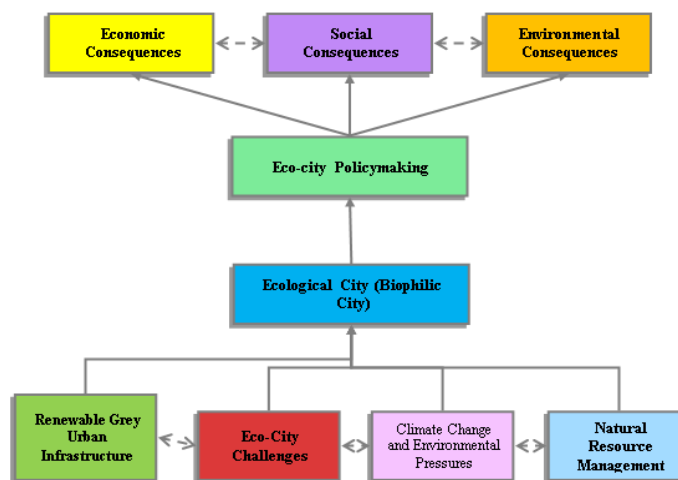 Economic
Consequences
Social
Consequences
Environmental
Consequences
Eco-city Policymaking
Ecological City (Biophilic
City)
Renewable Grey
Urban
Infrastructure
Eco-City
Challenges
Climate Change
and Environmental
Pressures
Natural
Resource
Management